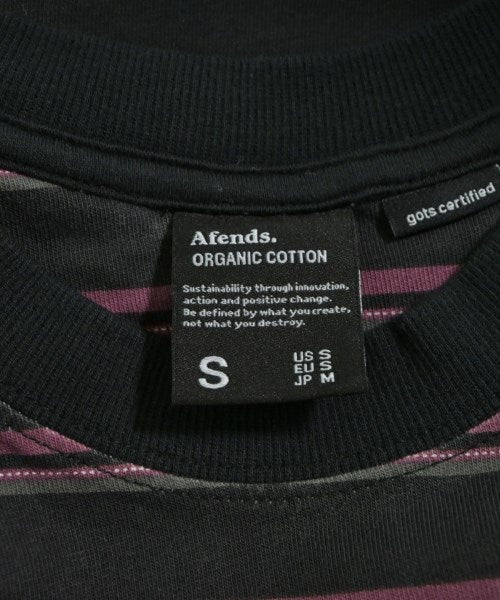 Afends.
ORGANIC COTTON
Sustainability through innovation,
action and positive change.
Be defined by what you create,
not what you destroy.
S
US S
EU S
JP M
gots certified